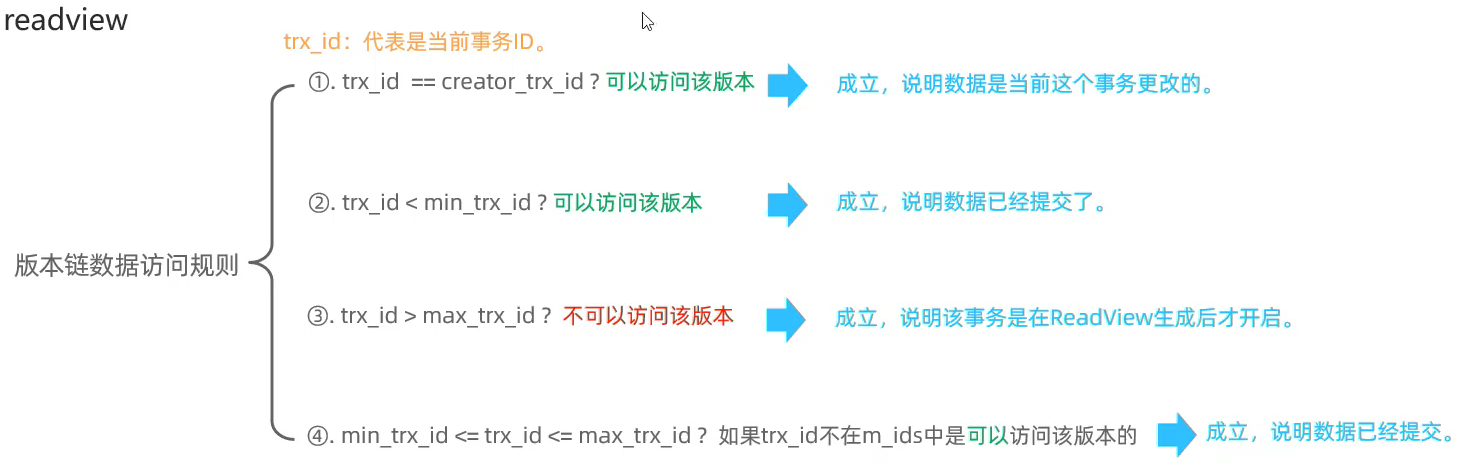 readview
trx_id：代表是当前事务ID。
①. trx_id == creator_trx_id ? 可以访问该版本 成立，说明数据是当前这个事务更改的。
②. trx_id < min_trx_id ? 可以访问该版本 成立，说明数据已经提交了。
版本链数据访问规则
③. trx_id > max_trx_id ? 不可以访问该版本 成立，说明该事务是在ReadView生成后才开启。
④. min_trx_id <= trx_id <= max_trx_id ? 如果trx_id不在m_ids中是可以访问该版本的 成立，说明数据已经提交。